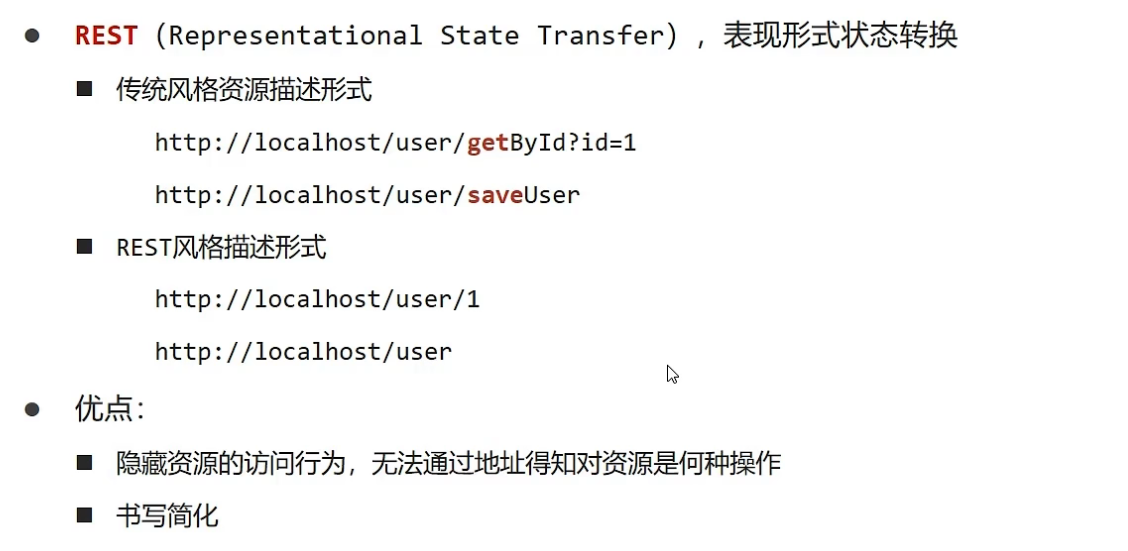 REST（Representational State Transfer），表现形式状态转换
传统风格资源描述形式
http://localhost/user/getById?id=1
http://localhost/user/saveUser
REST风格描述形式
http://localhost/user/1
http://localhost/user
优点：
隐藏资源的访问行为，无法通过地址得知对资源是何种操作
书写简化